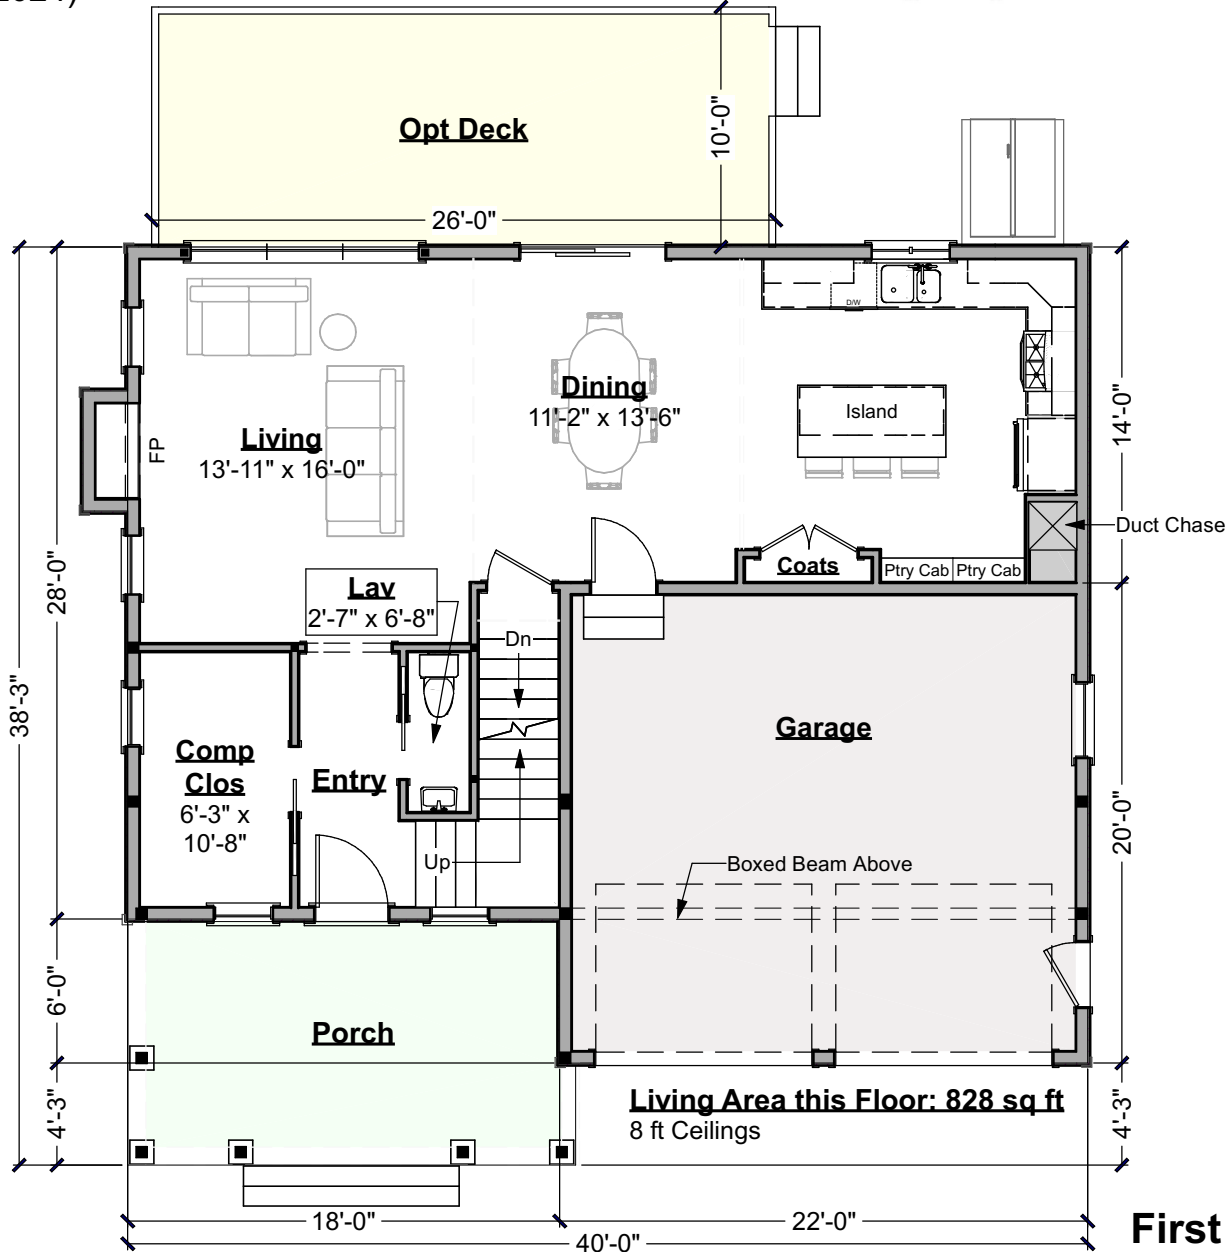 Opt Deck
10'-0"
26'-0"
D/W
Dining
11'-2" x 13'-6"
Island
Living
13'-11" x 16'-0"
FP
14'-0"
Duct Chase
Coats
Ptry Cab
Ptry Cab
28'-0"
Lav
2'-7" x 6'-8"
Dn
38'-3"
Garage
Comp
Clos
6'-3" x
10'-8"
Entry
20'-0"
Up
Boxed Beam Above
6'-0"
Porch
4'-3"
Living Area this Floor: 828 sq ft
8 ft Ceilings
4'-3"
18'-0"
22'-0"
40'-0"
First